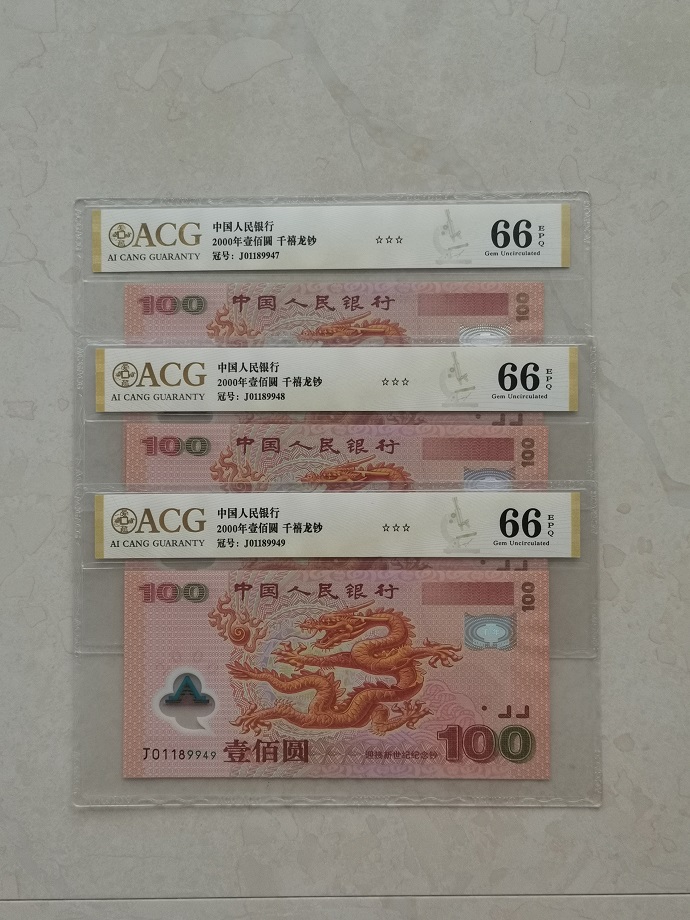 ACG
AI CANG GUARANTY
中国人民银行
2000年壹佰圆 千禧龙钞
冠号：J01189947
☆☆☆
66
EPQ
Gem Uncirculated
100 中国人民银行
100
ACG
AI CANG GUARANTY
中国人民银行
2000年壹佰圆 千禧龙钞
冠号：J01189948
☆☆☆
66
EPQ
Gem Uncirculated
100 中国人民银行
100
ACG
AI CANG GUARANTY
中国人民银行
2000年壹佰圆 千禧龙钞
冠号：J01189949
☆☆☆
66
EPQ
Gem Uncirculated
100 中国人民银行
100
J01189949 壹佰圆
迎接新世纪纪念钞
100